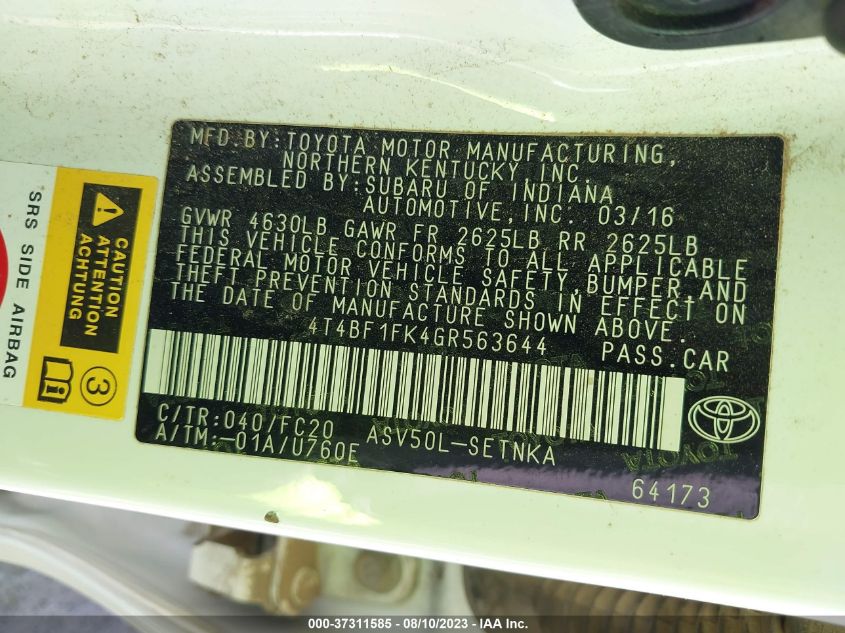 MFD.BY:TOYOTA MOTOR MANUFACTURING,
NORTHERN KENTUCKY,INC.
ASSEMBLED BY:SUBARU OF INDIANA
AUTOMOTIVE,INC. 03/16
GVWR 4630LB GAWR FR 2625LB RR 2625LB
THIS VEHICLE CONFORMS TO ALL APPLICABLE
FEDERAL MOTOR VEHICLE SAFETY,BUMPER,AND
THEFT PREVENTION STANDARDS IN EFFECT ON
THE DATE OF MANUFACTURE SHOWN ABOVE.
4T4BF1FK4GR563644 PASS.CAR
C/TR:040/FC20 ASV50L-SETNKA
A/TM:-01A/U760E
64173
SRS SIDE AIRBAG
CAUTION
ATTENTION
ACHTUNG
3
000-37311585 - 08/10/2023 - IAA Inc.